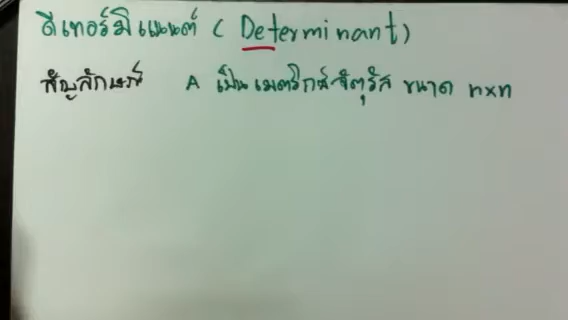 ดีเทอร์มิแนนต์ (Determinant)
สัญลักษณ์ A เป็นเมตริกซ์จัตุรัส ขนาด n×n